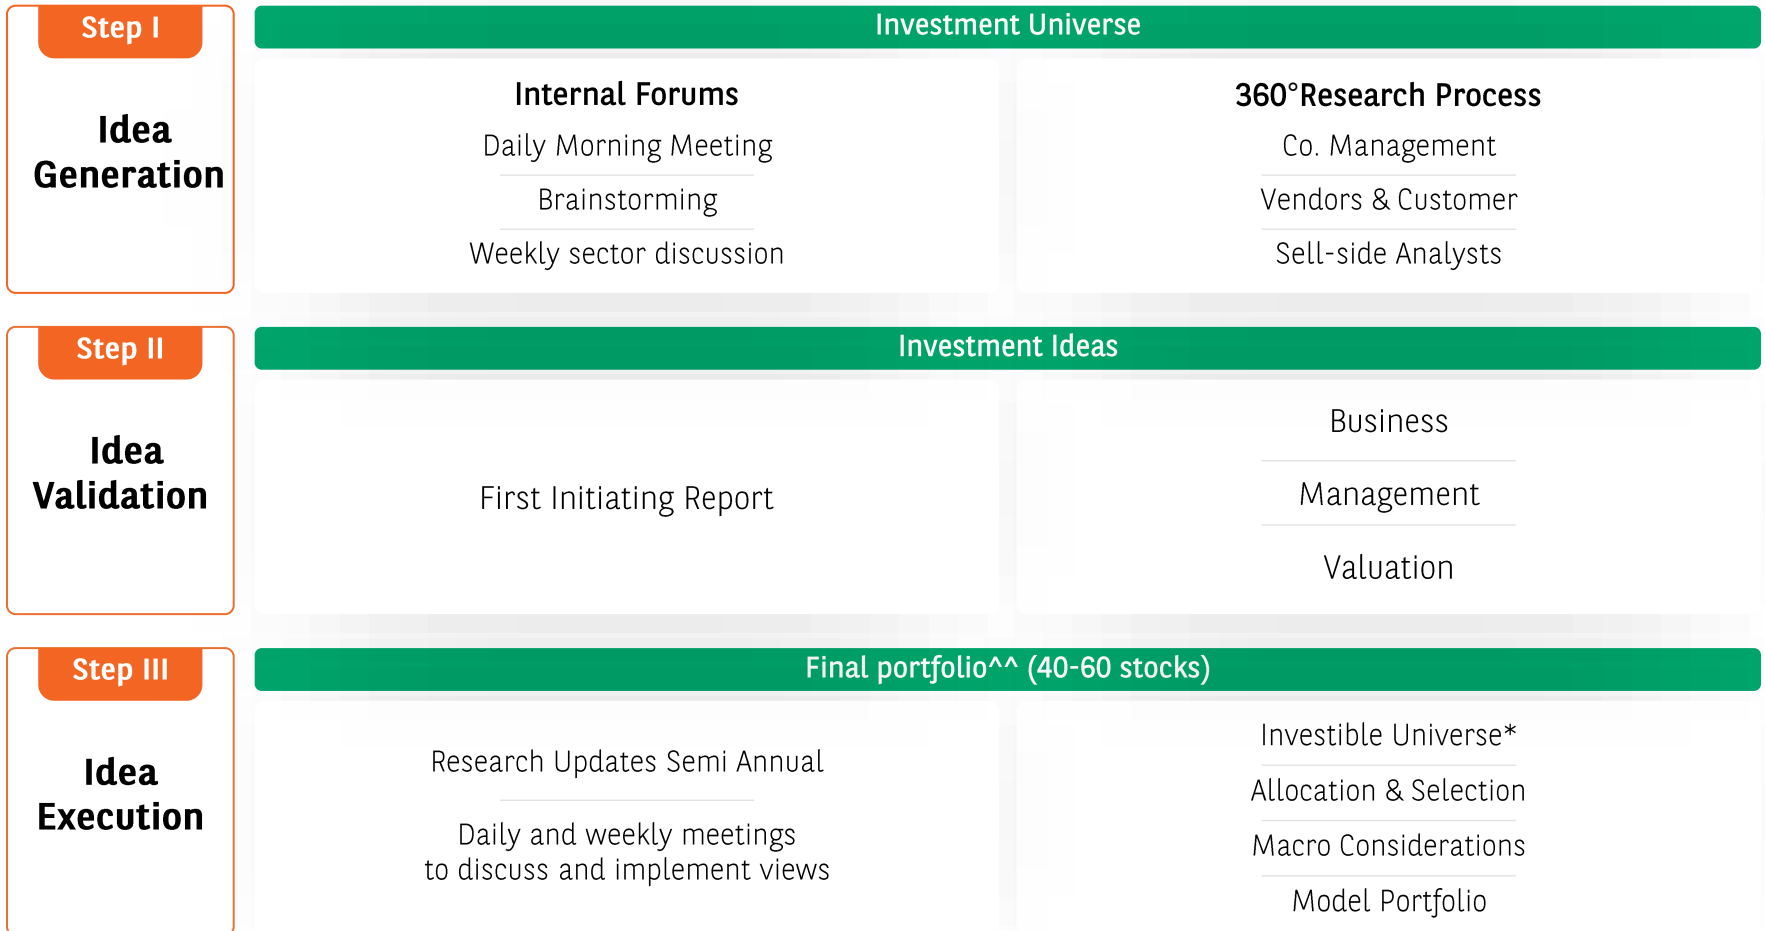 Step I
Idea
Generation
Investment Universe
Internal Forums
Daily Morning Meeting
Brainstorming
Weekly sector discussion
360°Research Process
Co. Management
Vendors & Customer
Sell-side Analysts
Step II
Idea
Validation
Investment Ideas
First Initiating Report
Business
Management
Valuation
Step III
Idea
Execution
Final portfolio^^ (40-60 stocks)
Research Updates Semi Annual
Daily and weekly meetings
to discuss and implement views
Investible Universe*
Allocation & Selection
Macro Considerations
Model Portfolio